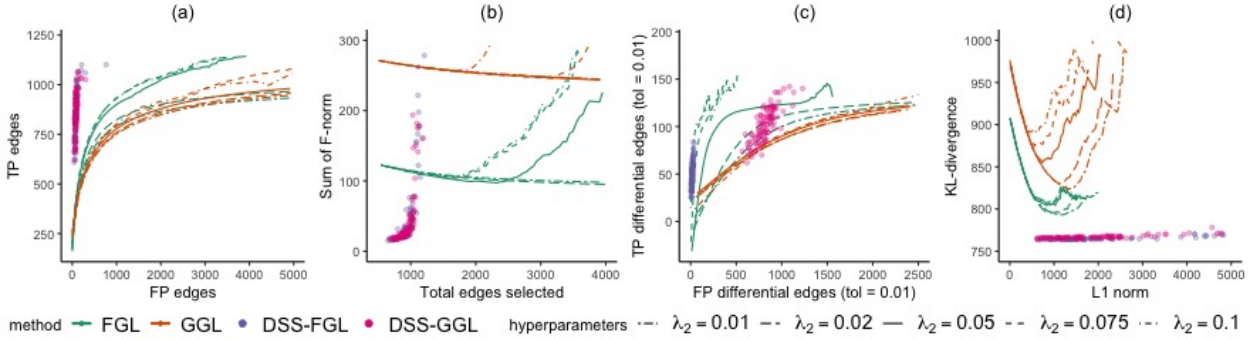 (a)
(b)
(c)
(d)
TP edges
1250
1000
750
500
250
0 1000 2000 3000 4000 5000
FP edges
Sum of F-norm
300
200
100
0
1000 2000 3000 4000
Total edges selected
TP differential edges (tol = 0.01)
200
150
100
50
0
0 500 1000 1500 2000 2500
FP differential edges (tol = 0.01)
KL-divergence
1000
950
900
850
800
750
0 1000 2000 3000 4000 5000
L1 norm
method FGL GGL DSS-FGL DSS-GGL hyperparameters λ2 = 0.01 λ2 = 0.02 λ2 = 0.05 λ2 = 0.075 λ2 = 0.1